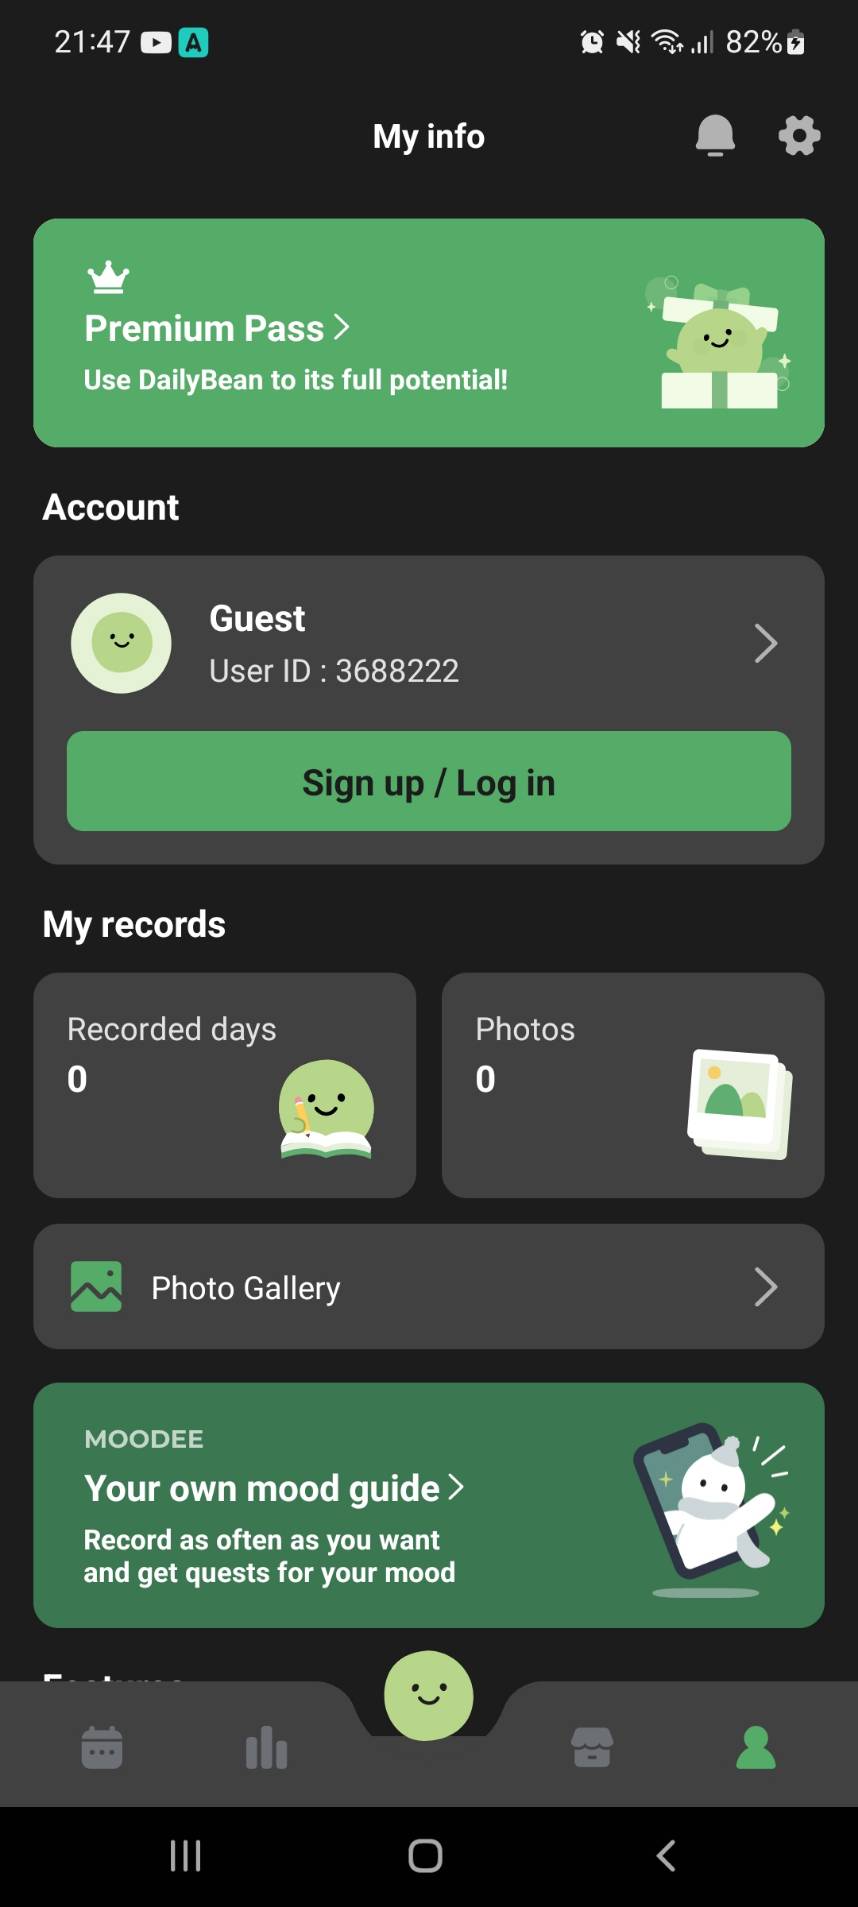 21:47
82%
My info
Premium Pass
Use DailyBean to its full potential!
Account
Guest
User ID : 3688222
Sign up / Log in
My records
Recorded days
0
Photos
0
Photo Gallery
MOODEE
Your own mood guide
Record as often as you want
and get quests for your mood